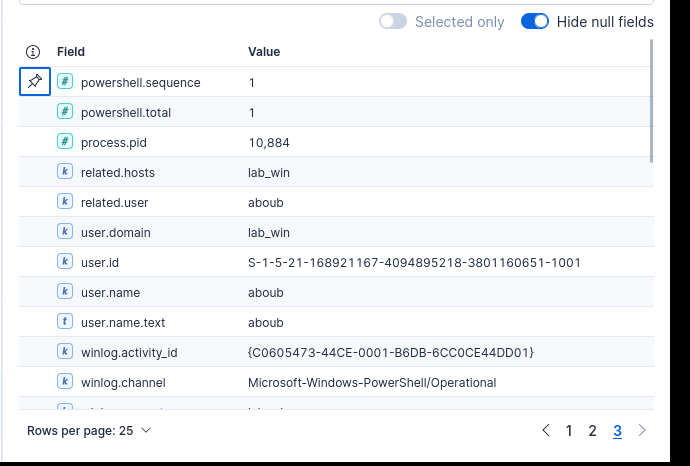 Selected only Hide null fields
Field Value
# powershell.sequence 1
# powershell.total 1
# process.pid 10,884
k related.hosts lab_win
k related.user aboub
k user.domain lab_win
k user.id S-1-5-21-168921167-4094895218-3801160651-1001
k user.name aboub
t user.name.text aboub
k winlog.activity_id {C0605473-44CE-0001-B6DB-6CC0CE44DD01}
k winlog.channel Microsoft-Windows-PowerShell/Operational
Rows per page: 25 1 2 3